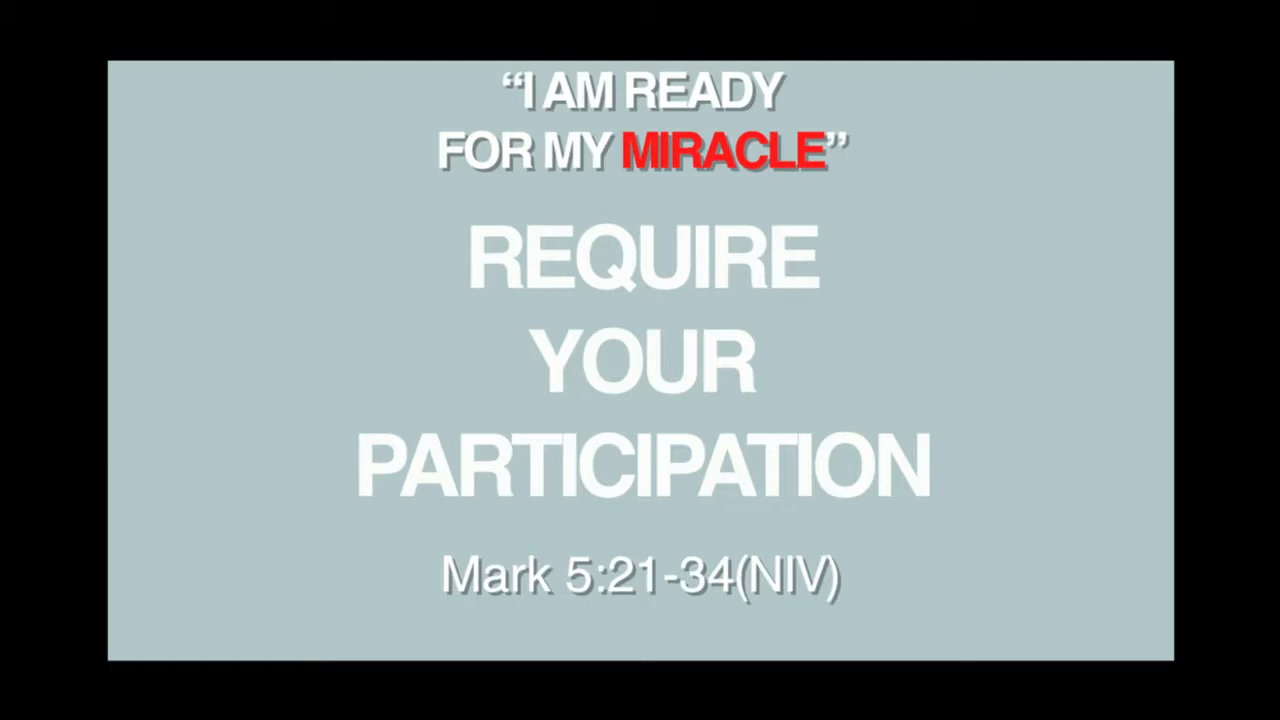 “I AM READY
FOR MY MIRACLE”
REQUIRE
YOUR
PARTICIPATION
Mark 5:21-34(NIV)